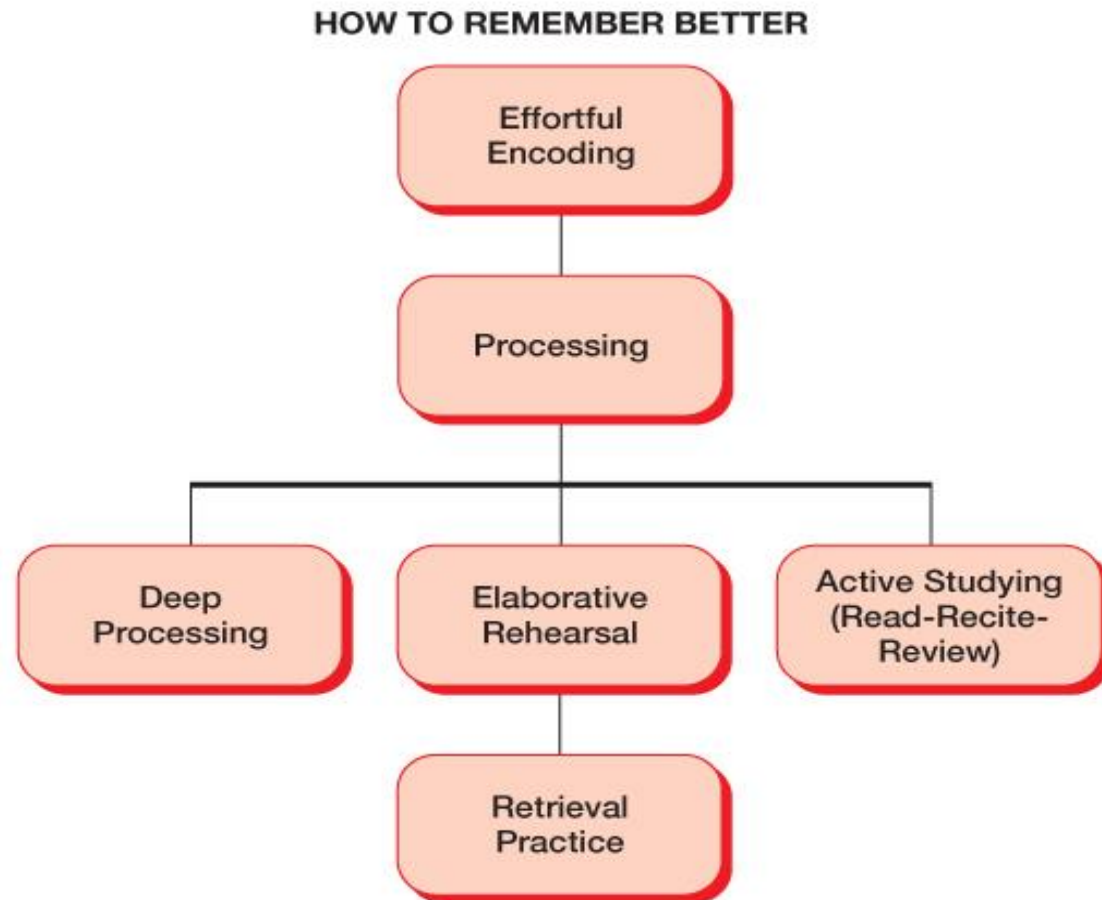 HOW TO REMEMBER BETTER
Effortful
Encoding
Processing
Deep
Processing
Elaborative
Rehearsal
Active Studying
(Read-Recite-
Review)
Retrieval
Practice